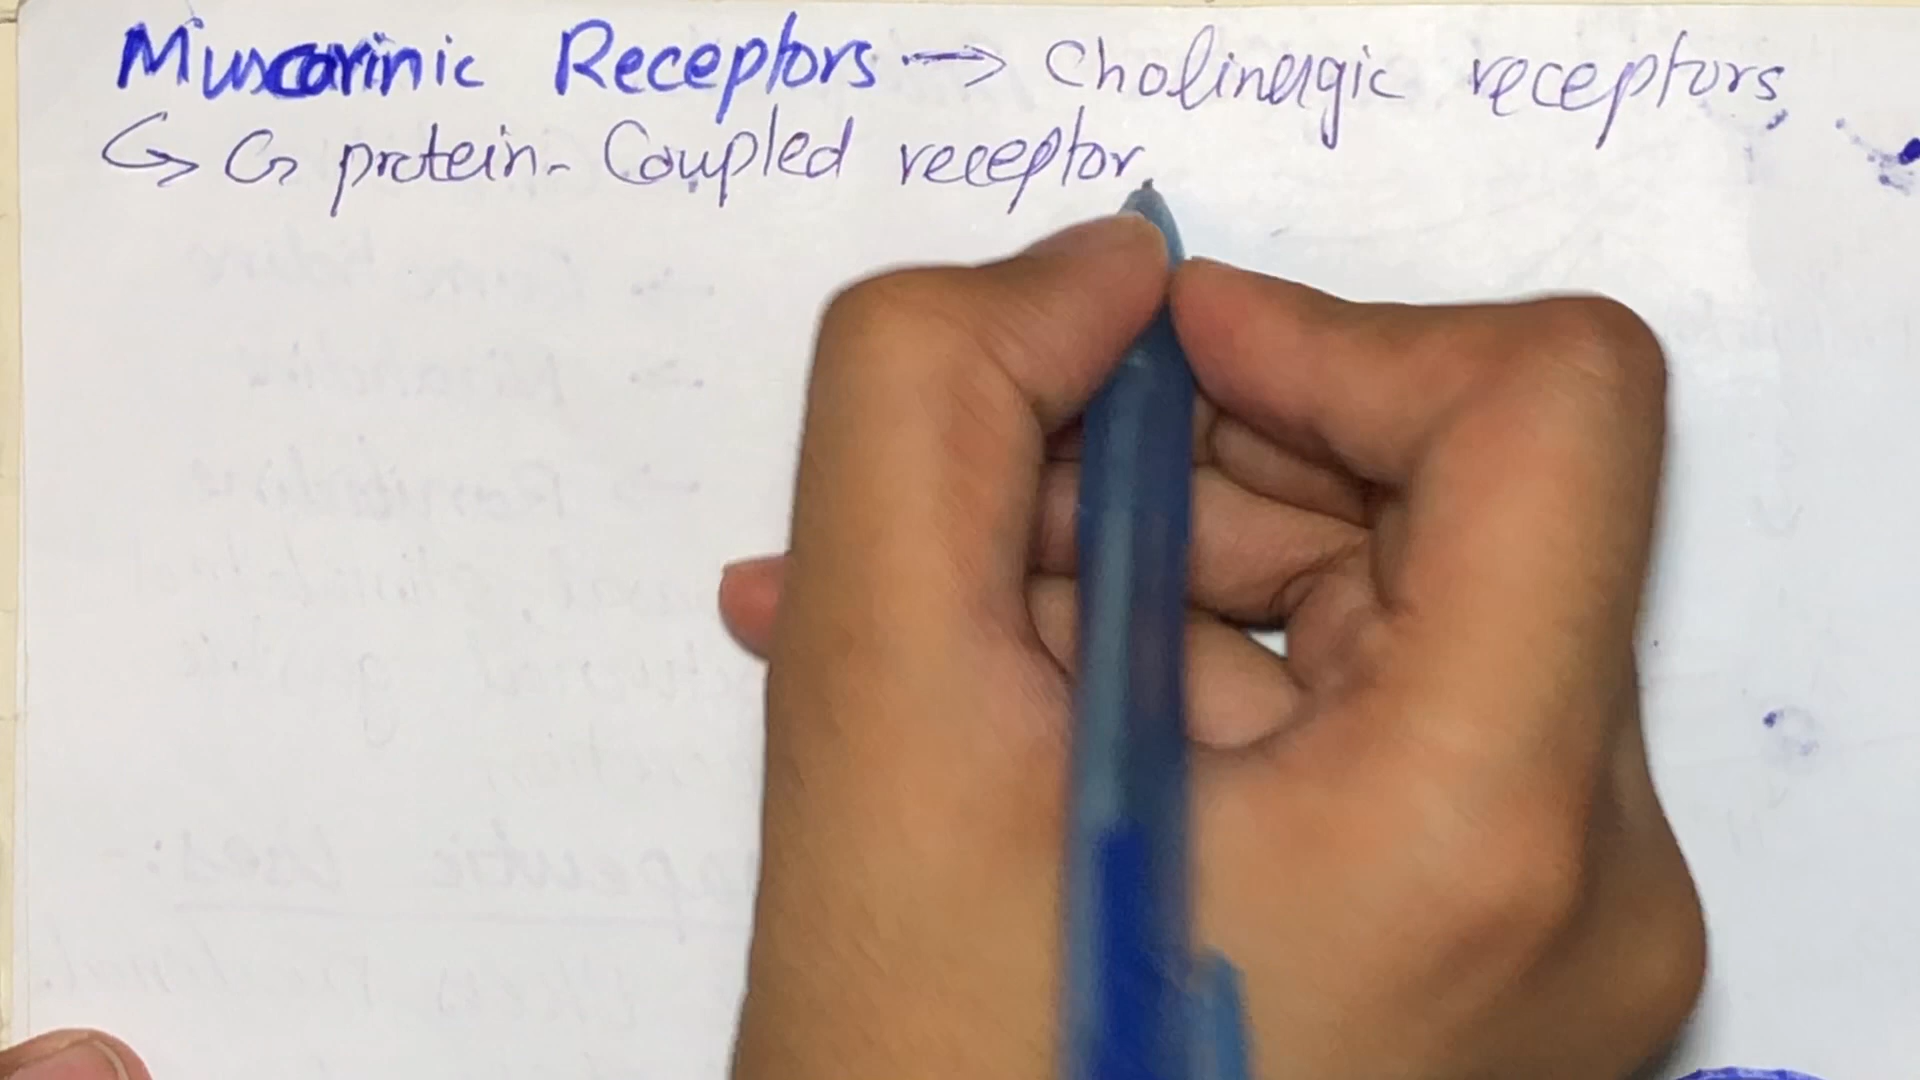 Muscarinic Receptors → Cholinergic receptors
↳ G protein-Coupled receptor